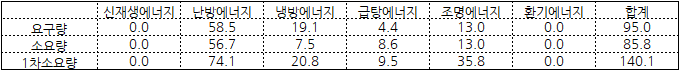 신재생에너지 난방에너지 냉방에너지 급탕에너지 조명에너지 환기에너지 합계
요구량 0.0 58.5 19.1 4.4 13.0 0.0 95.0
소요량 0.0 56.7 7.5 8.6 13.0 0.0 85.8
1차소요량 0.0 74.1 20.8 9.5 35.8 0.0 140.1